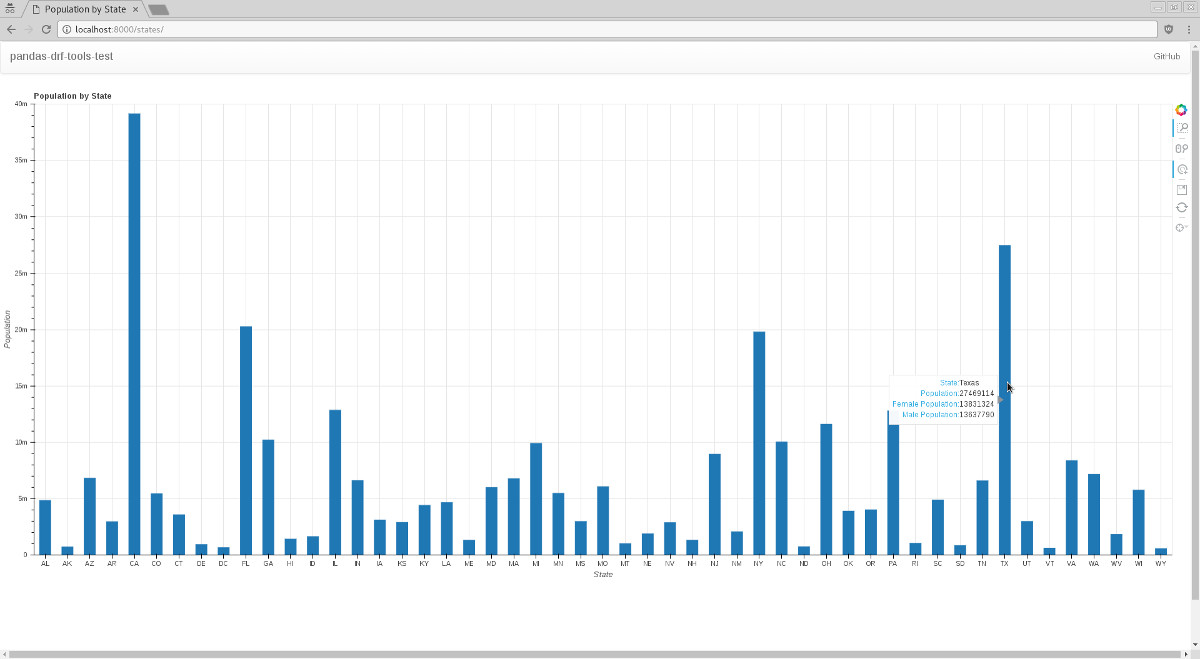 Population by State
localhost:8000/states/
pandas-drf-tools-test
GitHub
Population by State
40m
35m
30m
25m
20m
15m
10m
5m
0
Population
State:Texas
Population:27469114
Female Population:13831324
Male Population:13637790
AL AK AZ AR CA CO CT DE DC FL GA HI ID IL IN IA KS KY LA ME MD MA MI MN MS MO MT NE NV NH NJ NM NY NC ND OH OK OR PA RI SC SD TN TX UT VT VA WA WV WI WY
State